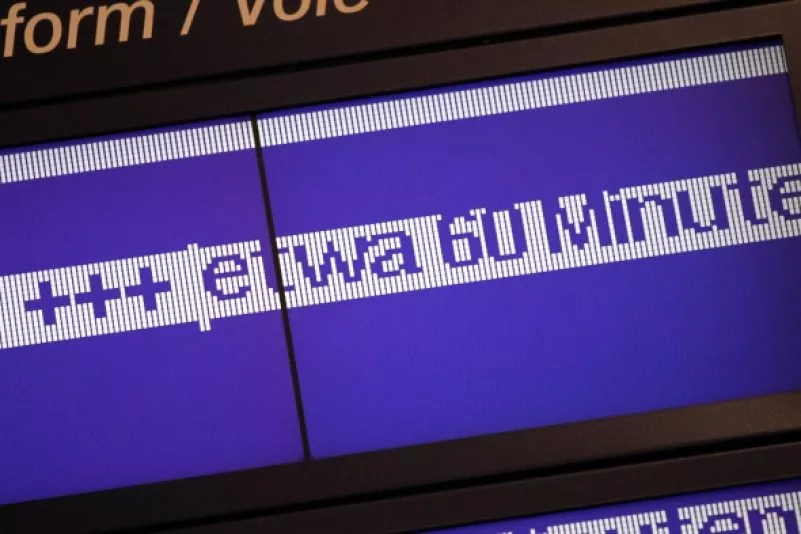 form / Voie
+++ etwa 60 Minute